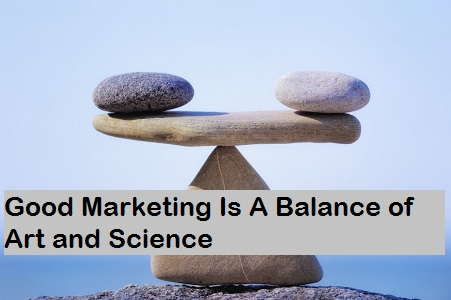 Good Marketing Is A Balance of
Art and Science